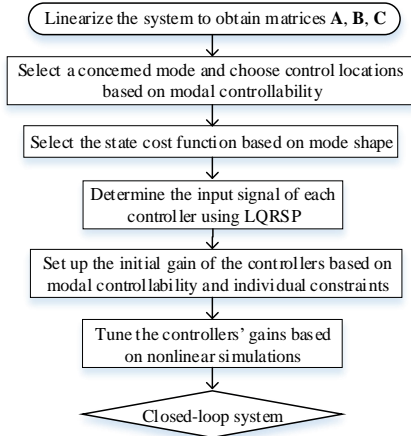 Linearize the system to obtain matrices A, B, C
Select a concerned mode and choose control locations
based on modal controllability
Select the state cost function based on mode shape
Determine the input signal of each
controller using LQRSP
Set up the initial gain of the controllers based on
modal controllability and individual constraints
Tune the controllers' gains based
on nonlinear simulations
Closed-loop system